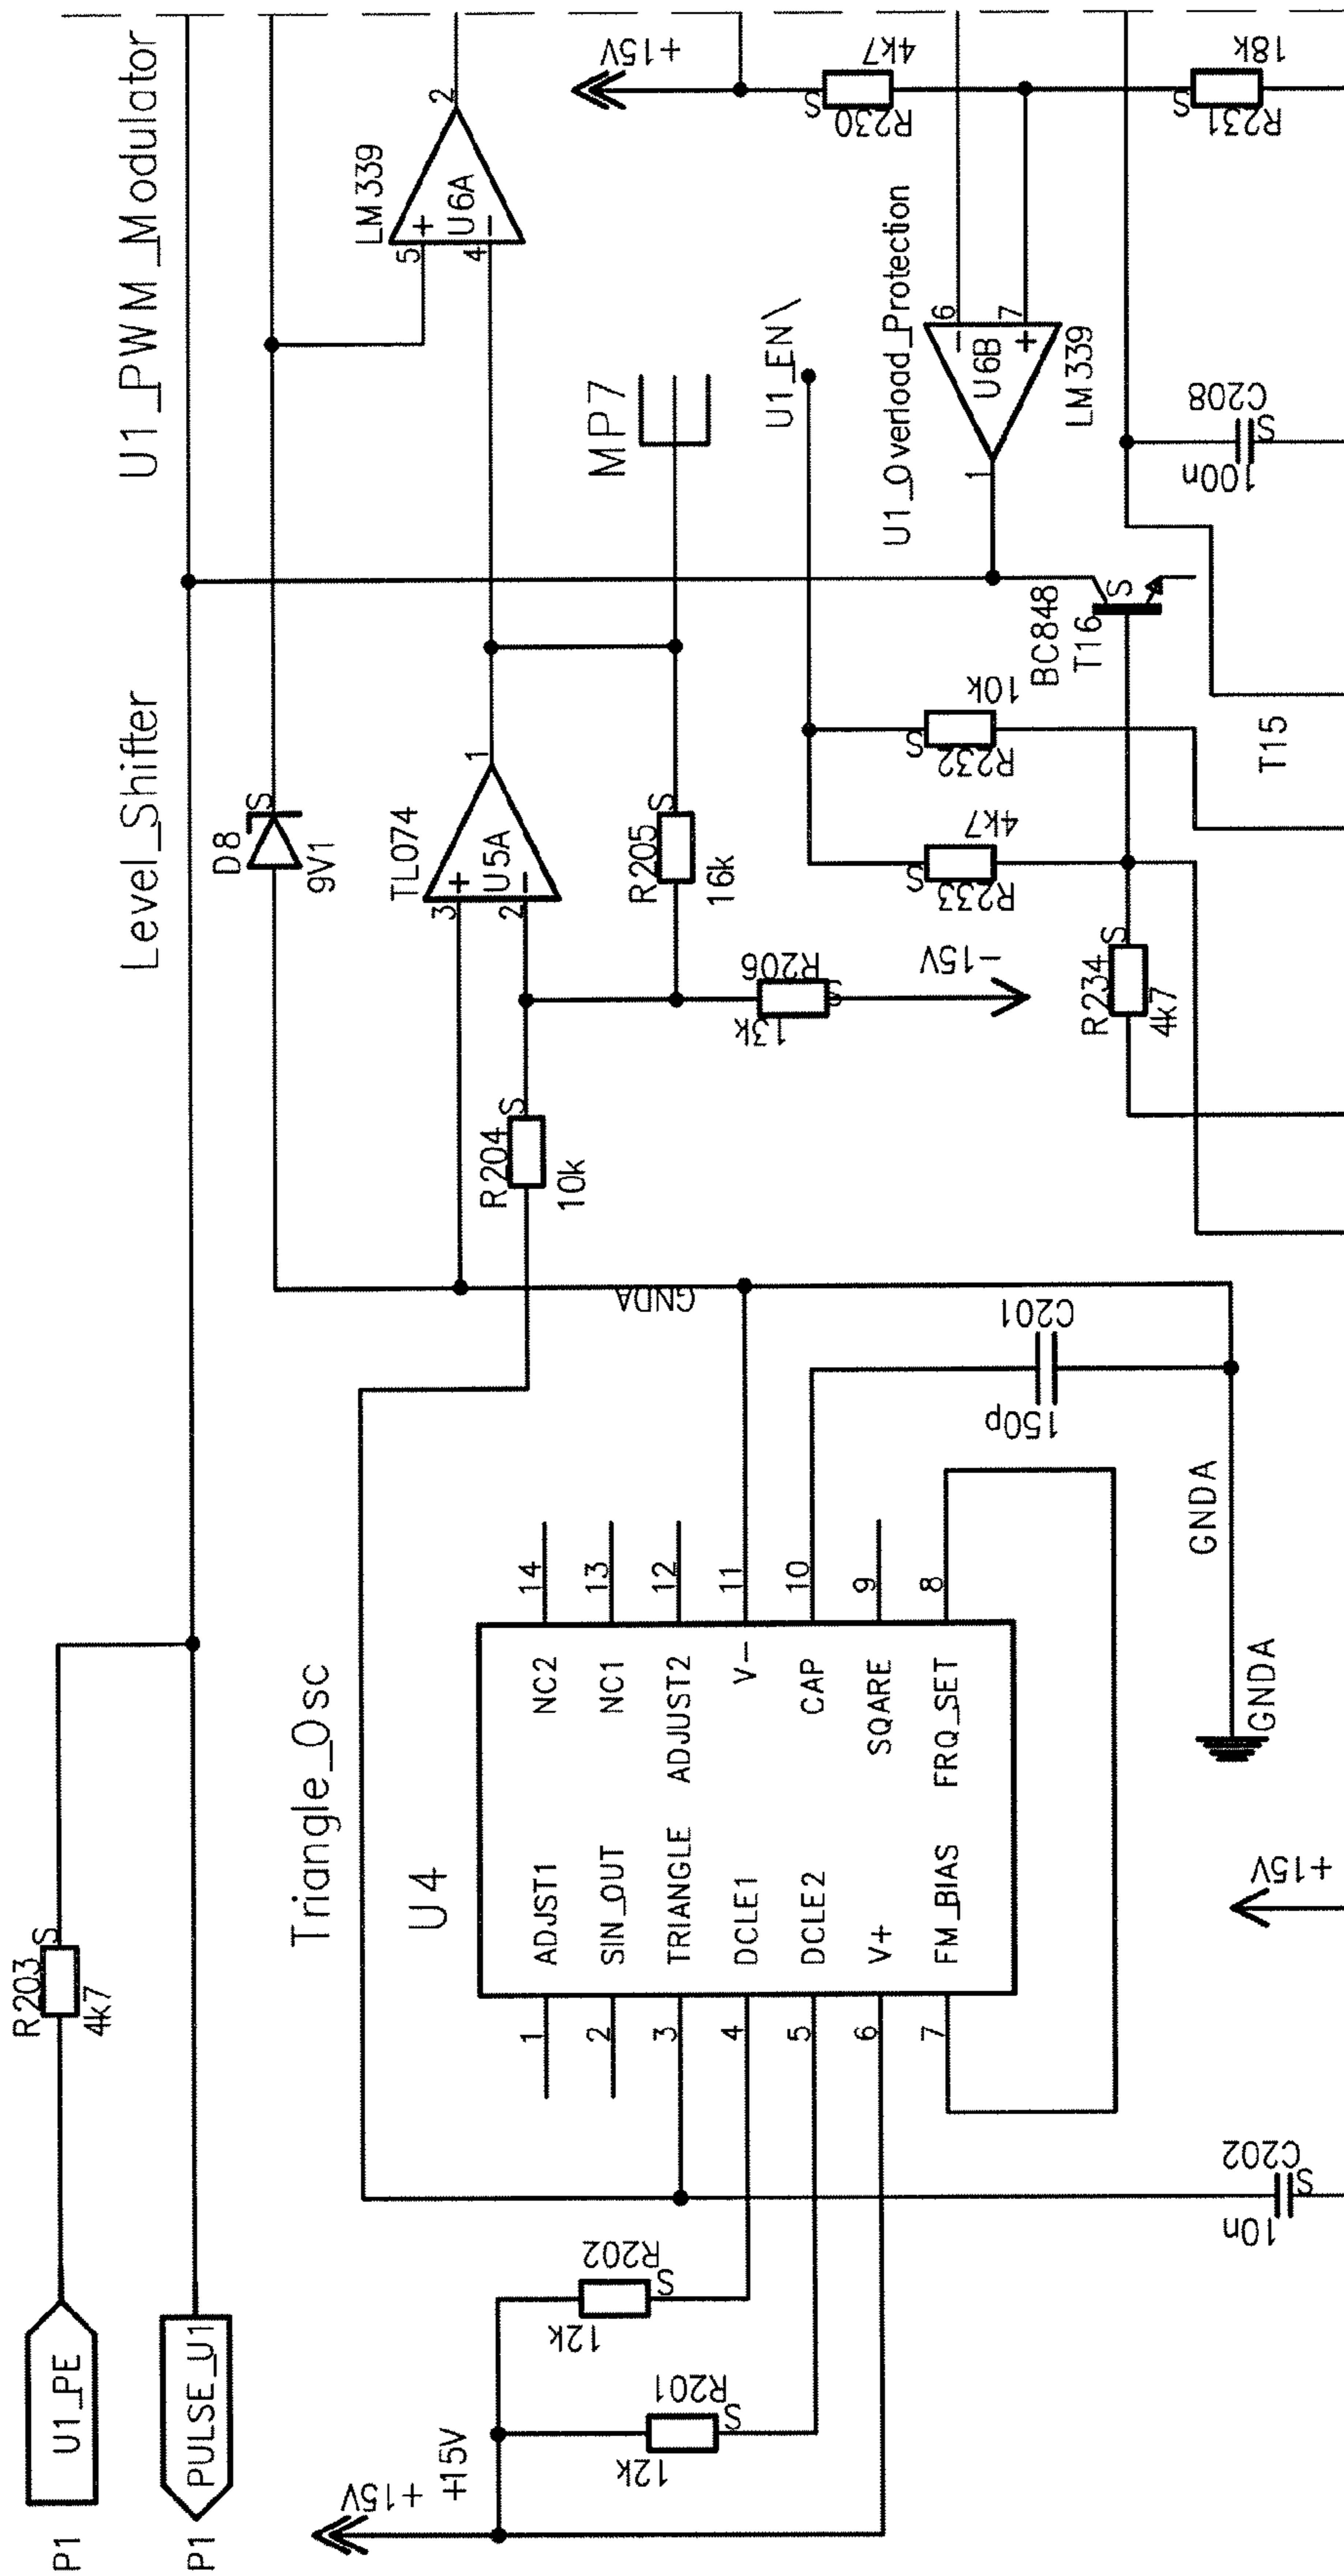 P1
U1_PE
R203
S
4k7
P1
PULSE_U1
Level_Shifter
U1_PWM_Modulator
D8
S
9V1
Triangle_Osc
+15V
+15V
R202
12k
S
R201
12k
S
U4
ADJST1
SIN_OUT
TRIANGLE
DCLE1
DCLE2
V+
FM_BIAS
NC2
NC1
ADJUST2
V-
CAP
SQARE
FRQ_SET
1
2
3
4
5
6
7
14
13
12
11
10
9
8
C202
10n
S
+15V
GNDA
GNDA
C201
150p
GNDA
R204
S
10k
TL074
3
+
2
-
U5A
1
R205
S
16k
R206
13k
S
-15V
LM339
5
+
4
-
U6A
2
MP7
+15V
R230
4k7
S
R231
18k
S
U1_EN\
U1_Overload_Protection
6
-
7
+
U6B
LM339
1
R232
10k
S
R233
4k7
S
R234
S
4k7
BC848
T16
S
T15
C208
100n
S